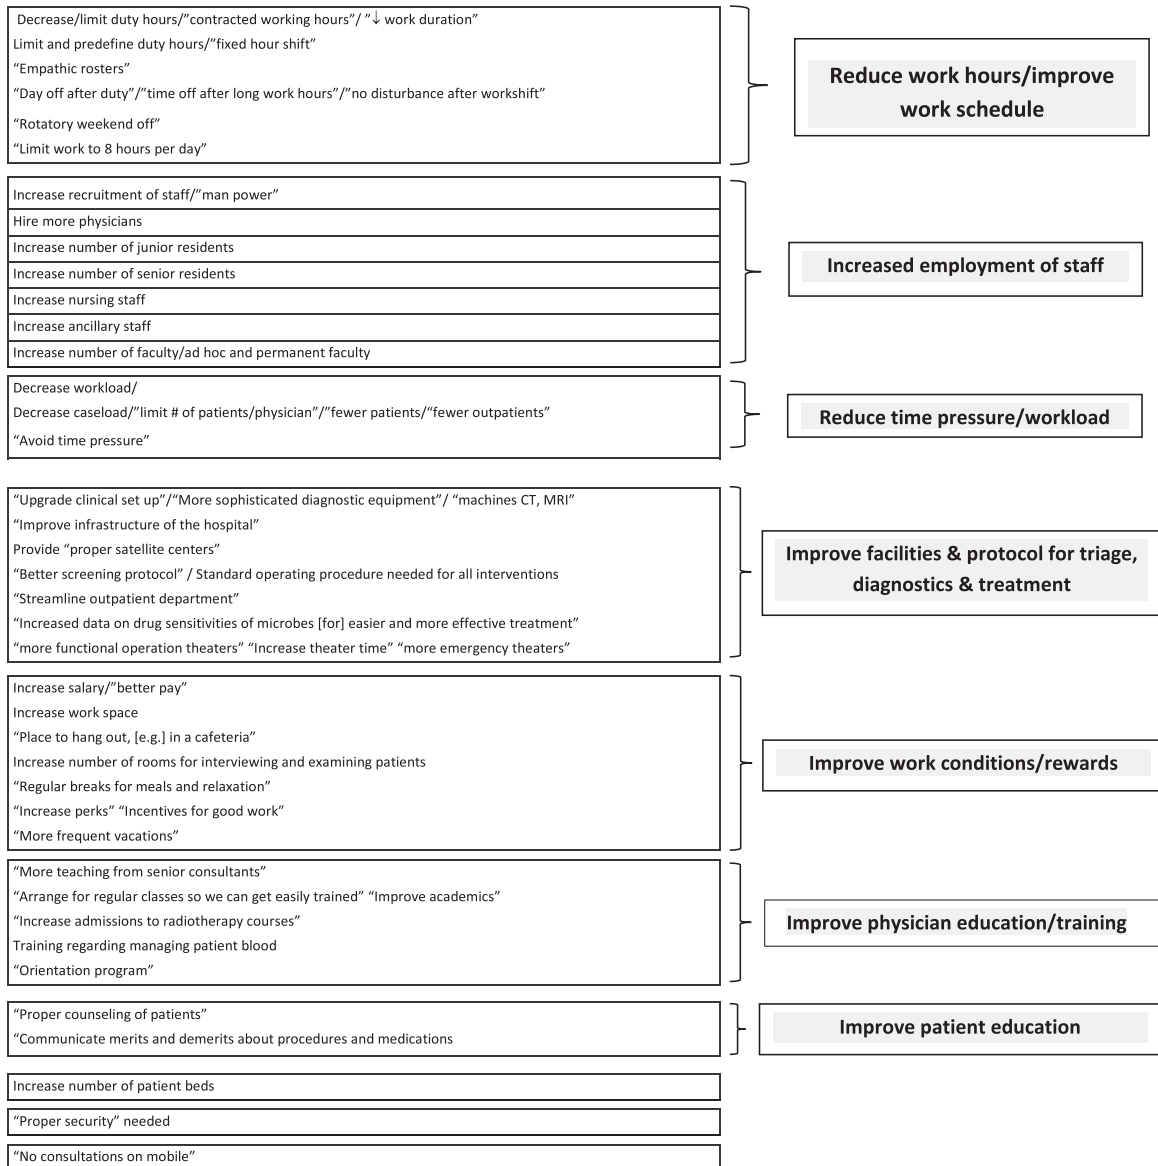 Decrease/limit duty hours/”contracted working hours”/ ”↓ work duration”
Limit and predefine duty hours/”fixed hour shift”
“Empathic rosters”
“Day off after duty”/”time off after long work hours”/”no disturbance after workshift”
“Rotatory weekend off”
“Limit work to 8 hours per day”
Reduce work hours/improve
work schedule
Increase recruitment of staff/”man power”
Hire more physicians
Increase number of junior residents
Increase number of senior residents
Increase nursing staff
Increase ancillary staff
Increase number of faculty/ad hoc and permanent faculty
Increased employment of staff
Decrease workload/
Decrease caseload/”limit # of patients/physician”/”fewer patients/“fewer outpatients”
“Avoid time pressure”
Reduce time pressure/workload
“Upgrade clinical set up”/“More sophisticated diagnostic equipment”/ “machines CT, MRI”
“Improve infrastructure of the hospital”
Provide “proper satellite centers”
“Better screening protocol” / Standard operating procedure needed for all interventions
“Streamline outpatient department”
“Increased data on drug sensitivities of microbes [for] easier and more effective treatment”
“more functional operation theaters” “Increase theater time” “more emergency theaters”
Improve facilities & protocol for triage,
diagnostics & treatment
Increase salary/”better pay”
Increase work space
“Place to hang out, [e.g.] in a cafeteria”
Increase number of rooms for interviewing and examining patients
“Regular breaks for meals and relaxation”
“Increase perks” “Incentives for good work”
“More frequent vacations”
Improve work conditions/rewards
“More teaching from senior consultants”
“Arrange for regular classes so we can get easily trained” “Improve academics”
“Increase admissions to radiotherapy courses”
Training regarding managing patient blood
“Orientation program”
Improve physician education/training
“Proper counseling of patients”
“Communicate merits and demerits about procedures and medications
Improve patient education
Increase number of patient beds
“Proper security” needed
“No consultations on mobile”